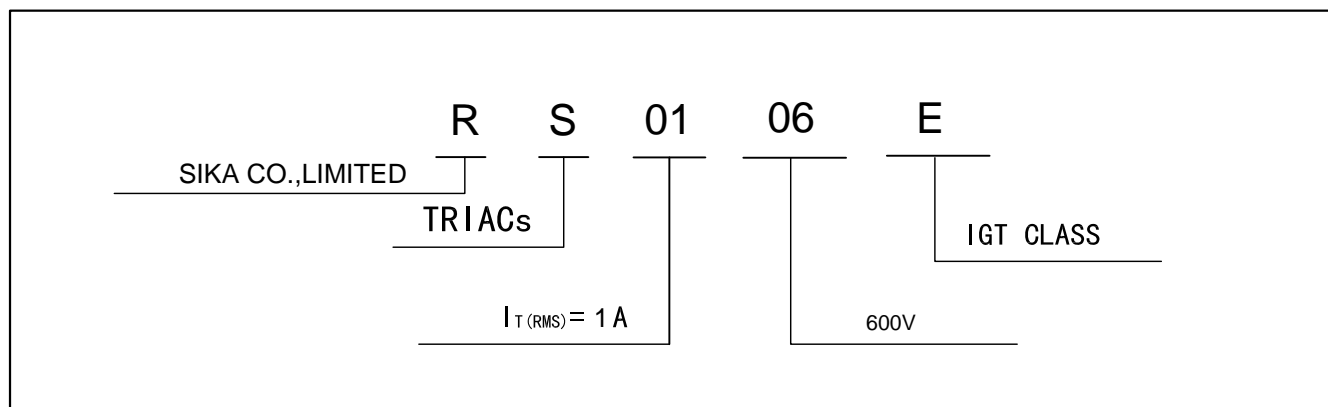 R S 01 06 E
SIKA CO.,LIMITED
TRIACs
IGT CLASS
IT(RMS)= 1A
600V